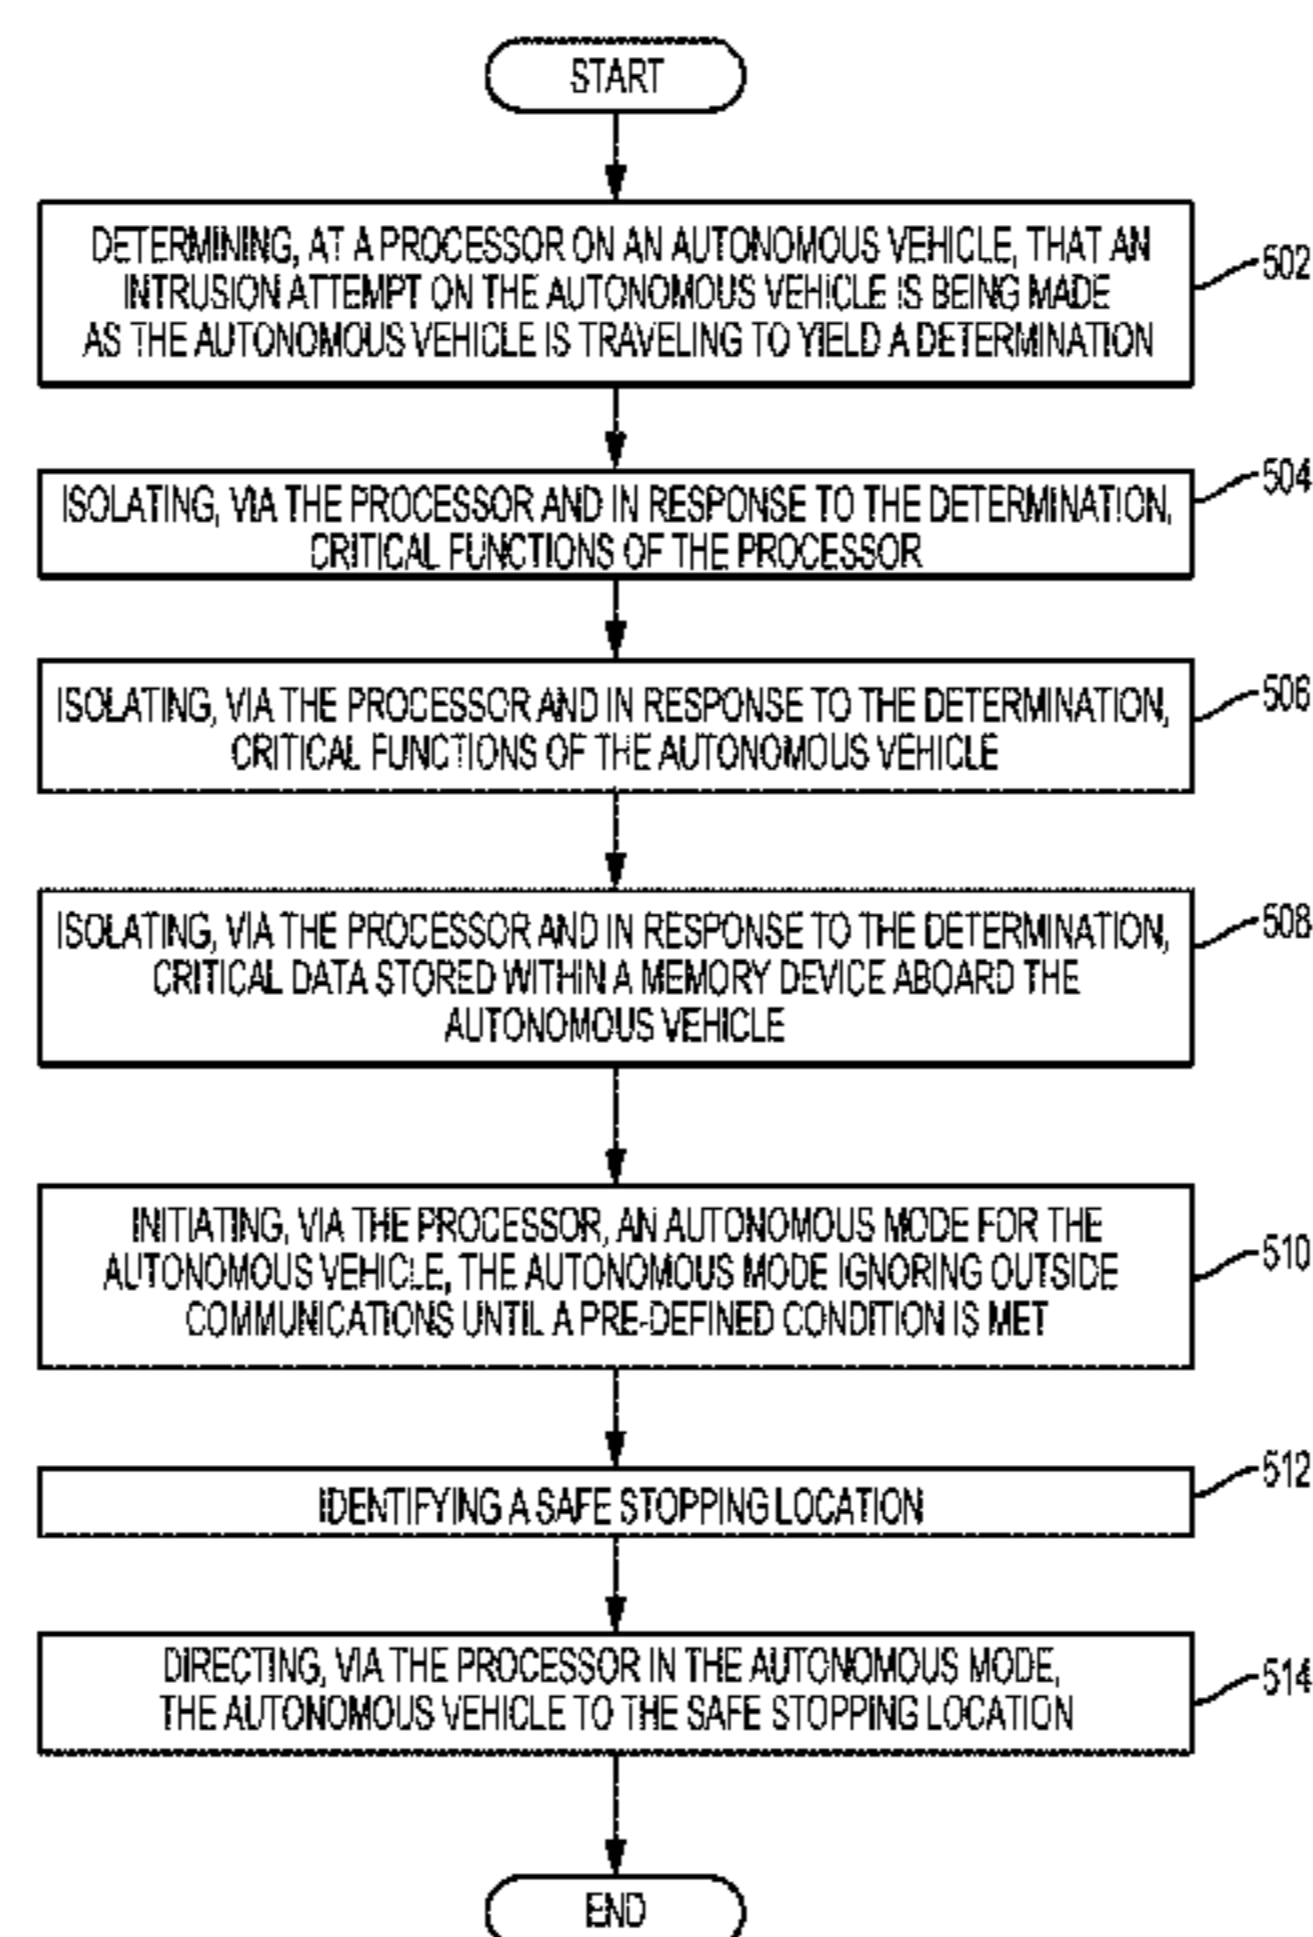 START
DETERMINING, AT A PROCESSOR ON AN AUTONOMOUS VEHICLE, THAT AN
INTRUSION ATTEMPT ON THE AUTONOMOUS VEHICLE IS BEING MADE
AS THE AUTONOMOUS VEHICLE IS TRAVELING TO YIELD A DETERMINATION
502
ISOLATING, VIA THE PROCESSOR AND IN RESPONSE TO THE DETERMINATION,
CRITICAL FUNCTIONS OF THE PROCESSOR
504
ISOLATING, VIA THE PROCESSOR AND IN RESPONSE TO THE DETERMINATION,
CRITICAL FUNCTIONS OF THE AUTONOMOUS VEHICLE
506
ISOLATING, VIA THE PROCESSOR AND IN RESPONSE TO THE DETERMINATION,
CRITICAL DATA STORED WITHIN A MEMORY DEVICE ABOARD THE
AUTONOMOUS VEHICLE
508
INITIATING, VIA THE PROCESSOR, AN AUTONOMOUS MODE FOR THE
AUTONOMOUS VEHICLE, THE AUTONOMOUS MODE IGNORING OUTSIDE
COMMUNICATIONS UNTIL A PRE-DEFINED CONDITION IS MET
510
IDENTIFYING A SAFE STOPPING LOCATION
512
DIRECTING, VIA THE PROCESSOR IN THE AUTONOMOUS MODE,
THE AUTONOMOUS VEHICLE TO THE SAFE STOPPING LOCATION
514
END